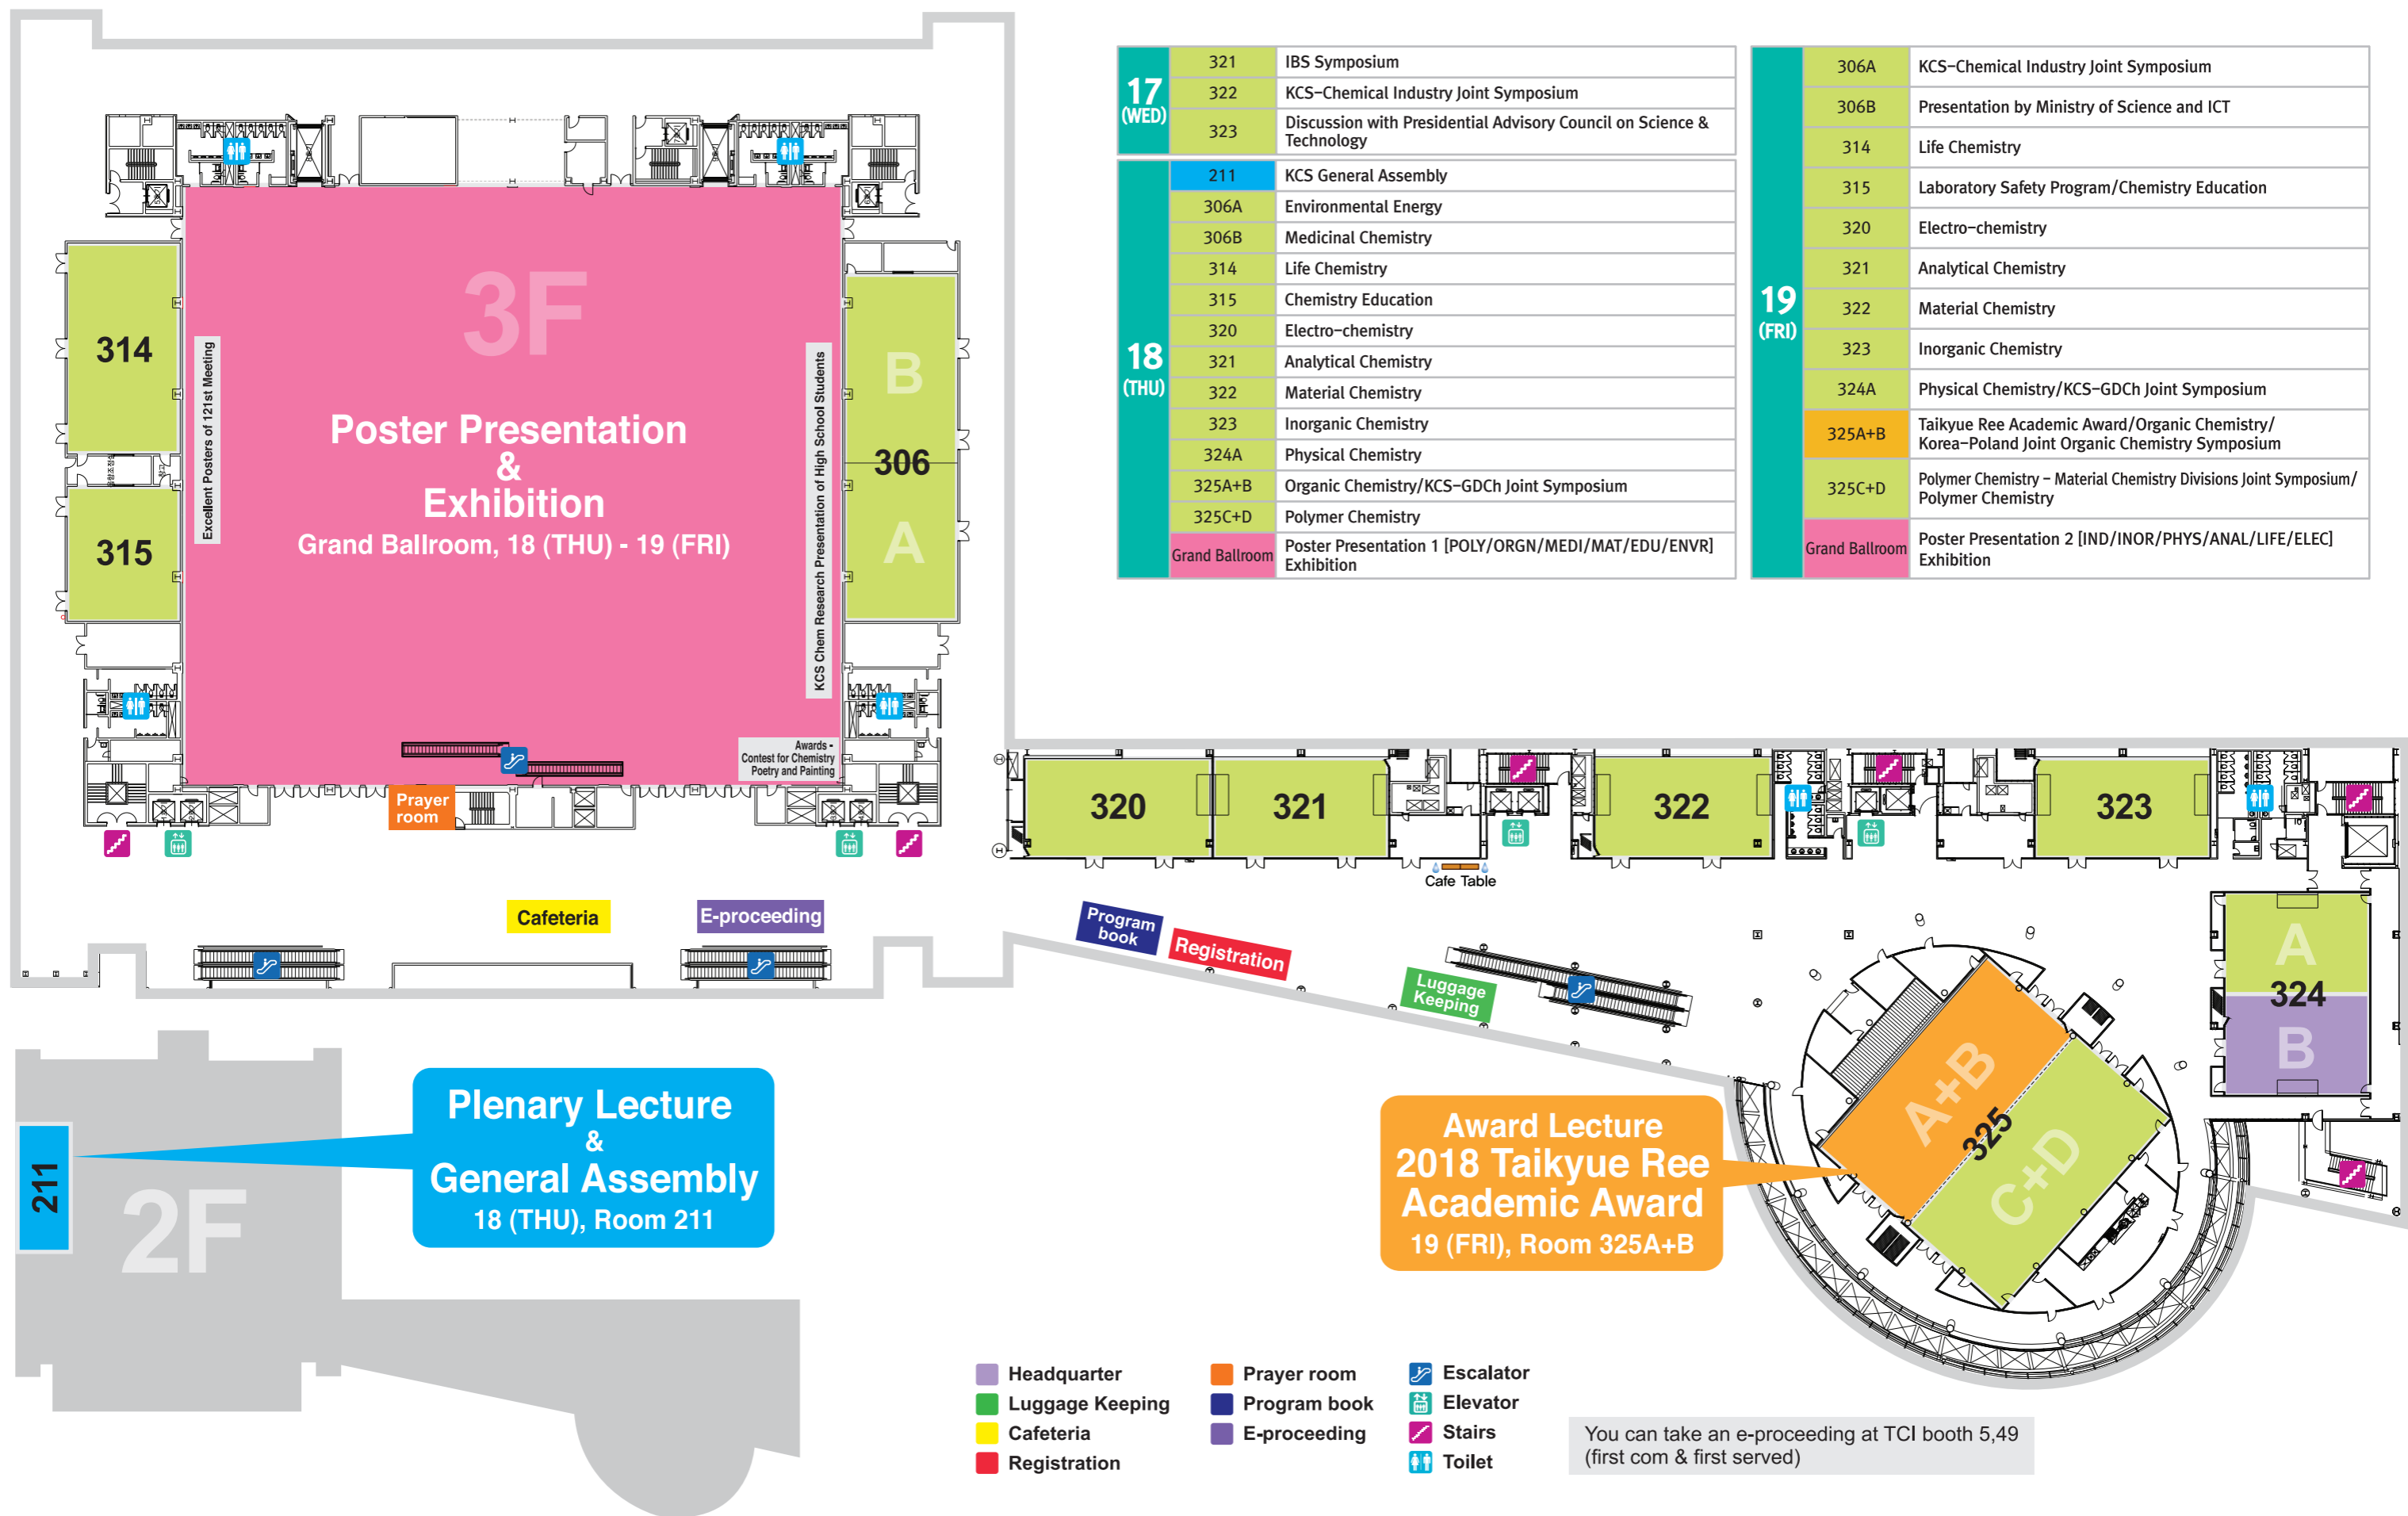 17
(WED)
321 IBS Symposium
322 KCS-Chemical Industry Joint Symposium
323 Discussion with Presidential Advisory Council on Science &
Technology
18
(THU)
211 KCS General Assembly
306A Environmental Energy
306B Medicinal Chemistry
314 Life Chemistry
315 Chemistry Education
320 Electro-chemistry
321 Analytical Chemistry
322 Material Chemistry
323 Inorganic Chemistry
324A Physical Chemistry
325A+B Organic Chemistry/KCS-GDCh Joint Symposium
325C+D Polymer Chemistry
Grand Ballroom Poster Presentation 1 [POLY/ORGN/MEDI/MAT/EDU/ENVR]
Exhibition
19
(FRI)
306A KCS-Chemical Industry Joint Symposium
306B Presentation by Ministry of Science and ICT
314 Life Chemistry
315 Laboratory Safety Program/Chemistry Education
320 Electro-chemistry
321 Analytical Chemistry
322 Material Chemistry
323 Inorganic Chemistry
324A Physical Chemistry/KCS-GDCh Joint Symposium
325A+B Taikyue Ree Academic Award/Organic Chemistry/
Korea-Poland Joint Organic Chemistry Symposium
325C+D Polymer Chemistry - Material Chemistry Divisions Joint Symposium/
Polymer Chemistry
Grand Ballroom Poster Presentation 2 [IND/INOR/PHYS/ANAL/LIFE/ELEC]
Exhibition
3F
Poster Presentation
&
Exhibition
Grand Ballroom, 18 (THU) - 19 (FRI)
314
315
Excellent Posters of 121st Meeting
KCS Chem Research Presentation of High School Students
B
306
A
Awards -
Contest for Chemistry
Poetry and Painting
Prayer
room
Cafeteria
E-proceeding
320
321
322
323
Cafe Table
Program
book
Registration
Luggage
Keeping
A
324
B
A+B
325
C+D
211
2F
Plenary Lecture
&
General Assembly
18 (THU), Room 211
Award Lecture
2018 Taikyue Ree
Academic Award
19 (FRI), Room 325A+B
Headquarter
Luggage Keeping
Cafeteria
Registration
Prayer room
Program book
E-proceeding
Escalator
Elevator
Stairs
Toilet
You can take an e-proceeding at TCI booth 5,49
(first com & first served)